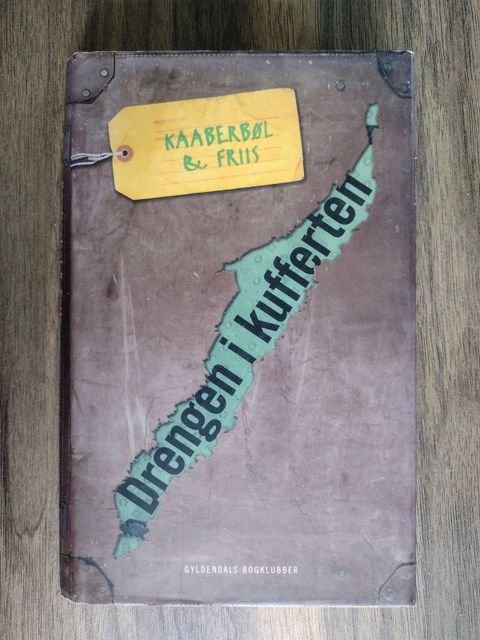 KAABERBØL
& FRIIS
Drengen i kufferten
GYLDENDALS BOGKLUBBER